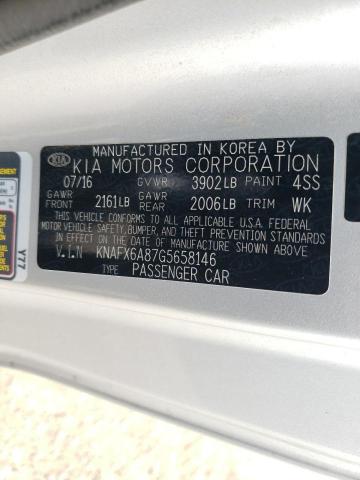 MANUFACTURED IN KOREA BY
KIA KIA MOTORS CORPORATION
07/16 GVWR 3902LB PAINT 4SS
GAWR FRONT 2161LB GAWR REAR 2006LB TRIM WK
THIS VEHICLE CONFORMS TO ALL APPLICABLE U.S.A. FEDERAL
MOTOR VEHICLE SAFETY, BUMPER, AND THEFT PREVENTION STANDARDS
IN EFFECT ON THE DATE OF MANUFACTURE SHOWN ABOVE
V.I.N KNAFX6A87G5658146
TYPE PASSENGER CAR
Y77